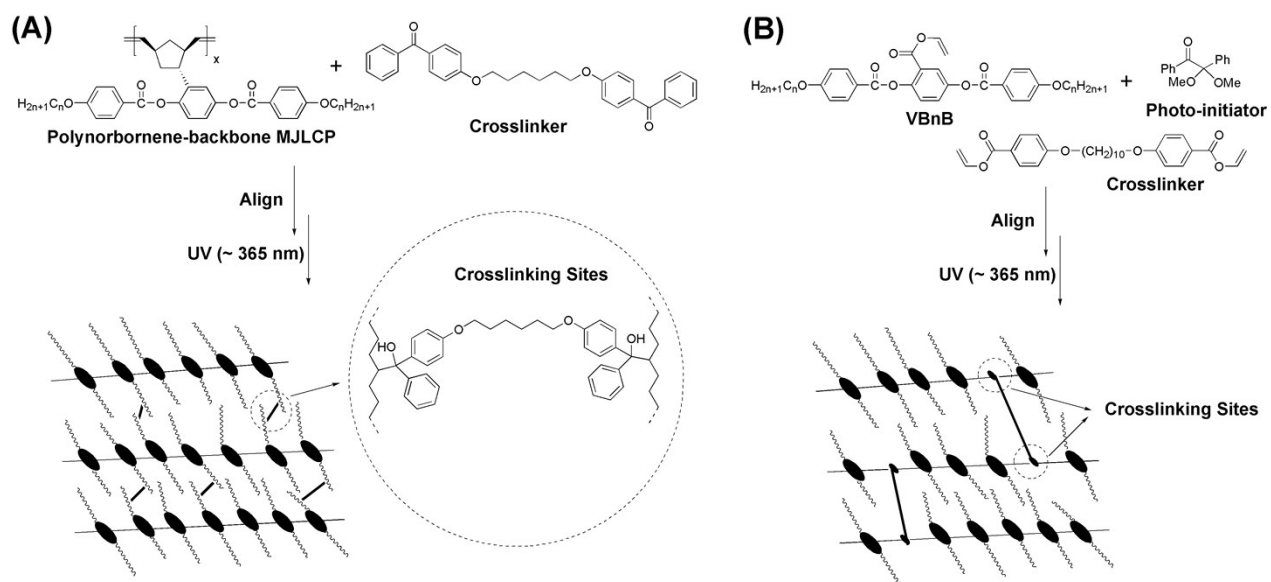 (A)
x
+
O
O
O
O
H2n+1CnO
C-O
O
O-C
O
OCnH2n+1
Polynorbornene-backbone MJLCP
Crosslinker
Align
UV (~ 365 nm)
Crosslinking Sites
O
O
HO
OH
(B)
O
O
H2n+1CnO
C-O
O
O-C
O
OCnH2n+1
VBnB
+
O
Ph
Ph
MeO
OMe
Photo-initiator
O
O
O-(CH2)10-O
O
O
Crosslinker
Align
UV (~ 365 nm)
Crosslinking Sites